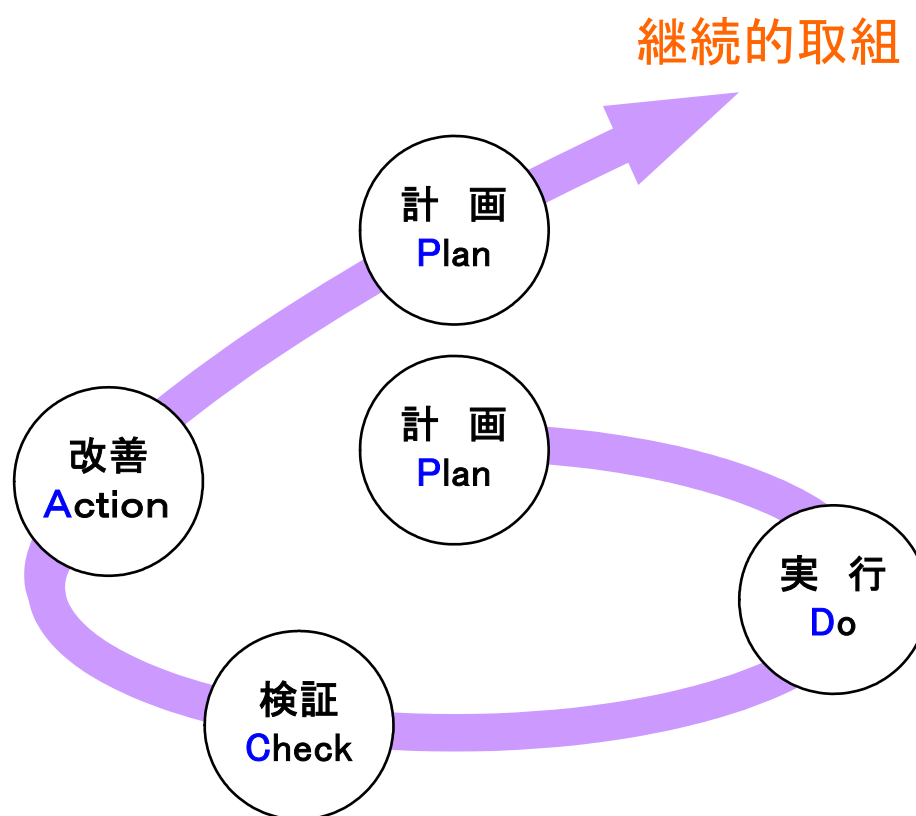 継続的取組
計　画
Plan
計　画
Plan
改善
Action
実　行
Do
検証
Check